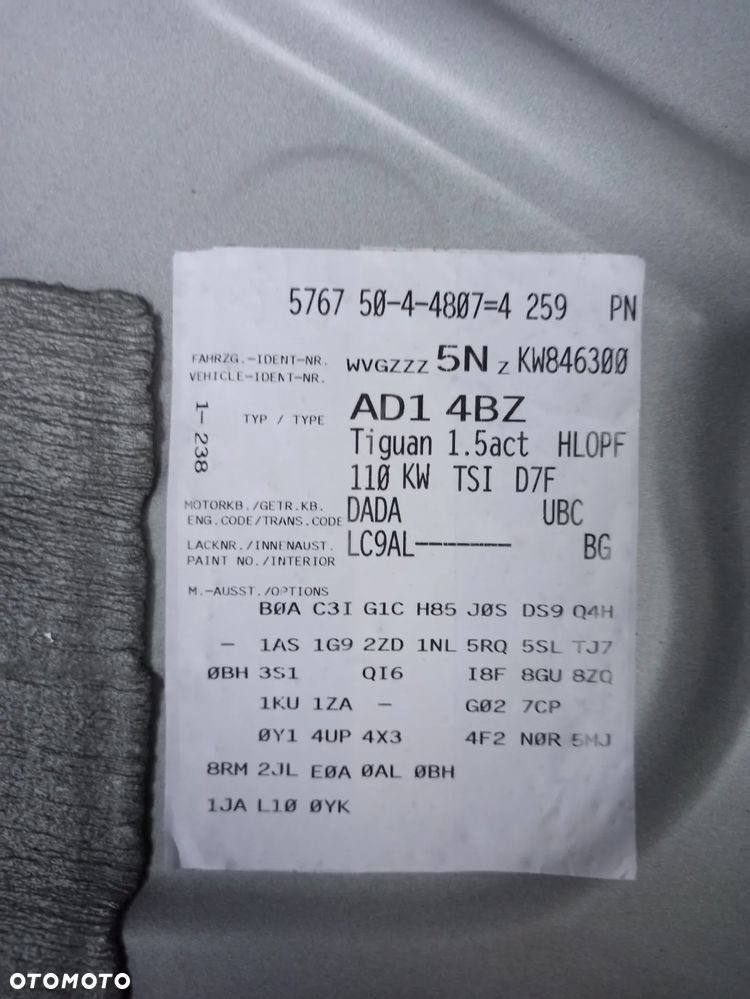 5767 50-4-4807=4 259 PN
FAHRZG.-IDENT-NR.
VEHICLE-IDENT-NR.
WVGZZZ 5N Z KW846300
1- 238
TYP / TYPE AD1 4BZ
Tiguan 1.5act HLOPF
110 KW TSI D7F
MOTORKB./GETR.KB.
ENG.CODE/TRANS.CODE
DADA UBC
LACKNR./INNENAUST.
PAINT NO./INTERIOR
LC9AL------- BG
M.-AUSST./OPTIONS
B0A C3I G1C H85 J0S DS9 Q4H
- 1AS 1G9 2ZD 1NL 5RQ 5SL TJ7
0BH 3S1 QI6 I8F 8GU 8ZQ
1KU 1ZA - G02 7CP
0Y1 4UP 4X3 4F2 N0R 5MJ
8RM 2JL E0A 0AL 0BH
1JA L10 0YK
OTOMOTO